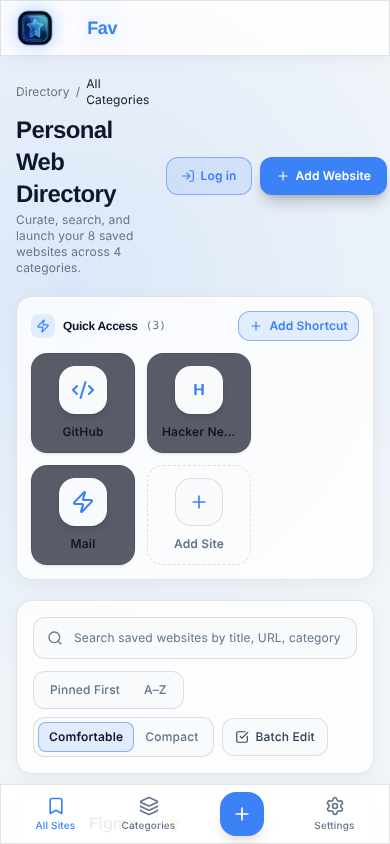 Fav
Directory / All Categories
Personal
Web
Directory
Curate, search, and
launch your 8 saved
websites across 4
categories.
Log in
Add Website
Quick Access (3)
Add Shortcut
GitHub
H
Hacker Ne...
Mail
Add Site
Search saved websites by title, URL, category
Pinned First
A–Z
Comfortable
Compact
Batch Edit
All Sites
Categories
Settings